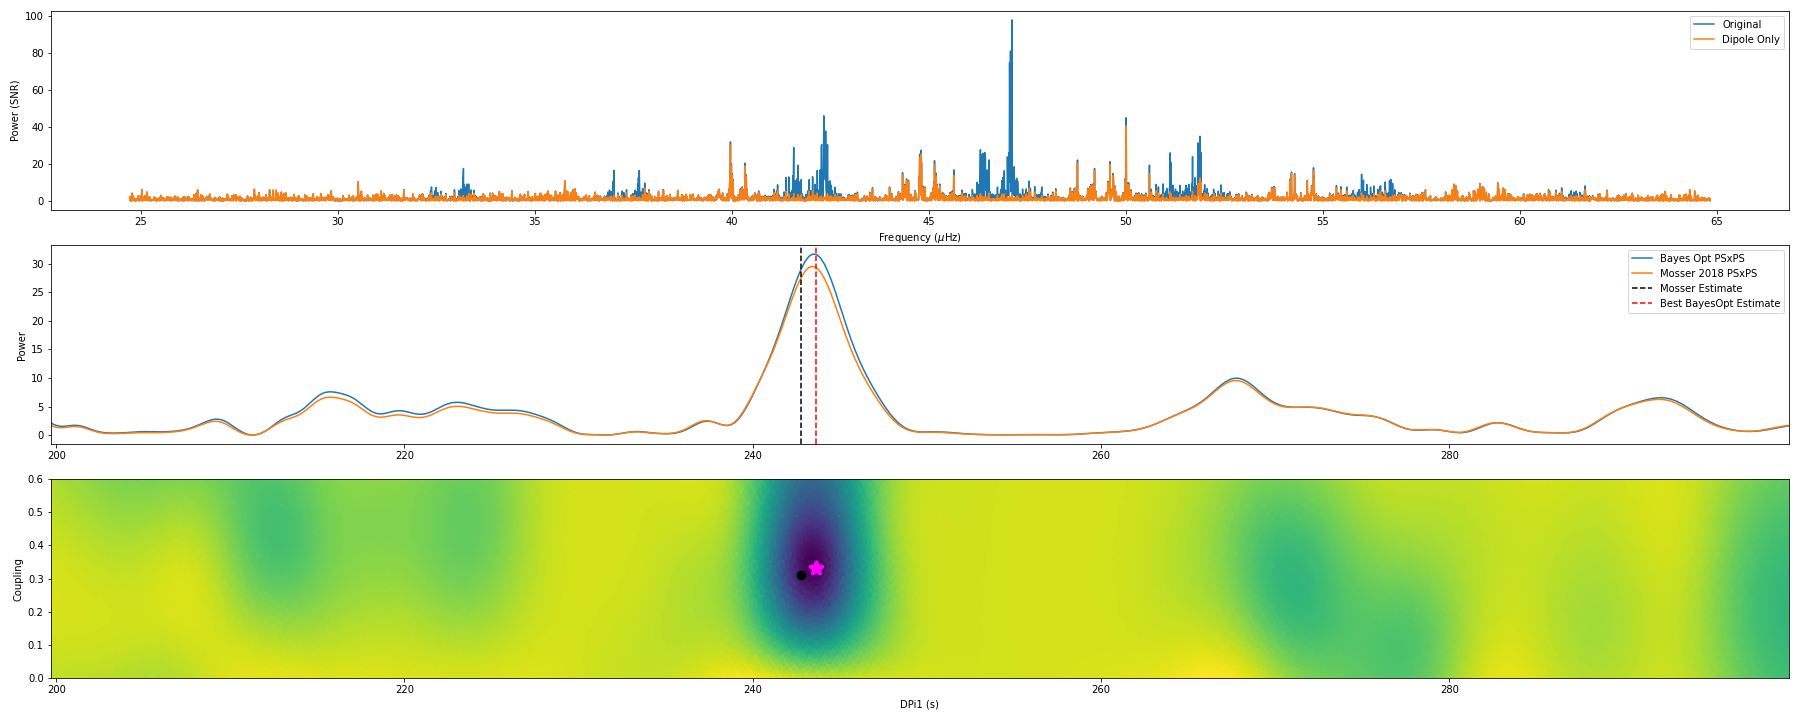 100
80
60
40
20
0
Power (SNR)
Original
Dipole Only
25 30 35 40 45 50 55 60 65
Frequency (μHz)
30
25
20
15
10
5
0
Power
Bayes Opt PSxPS
Mosser 2018 PSxPS
Mosser Estimate
Best BayesOpt Estimate
200 220 240 260 280
0.6
0.5
0.4
0.3
0.2
0.1
0.0
Coupling
200 220 240 260 280
DPi1 (s)